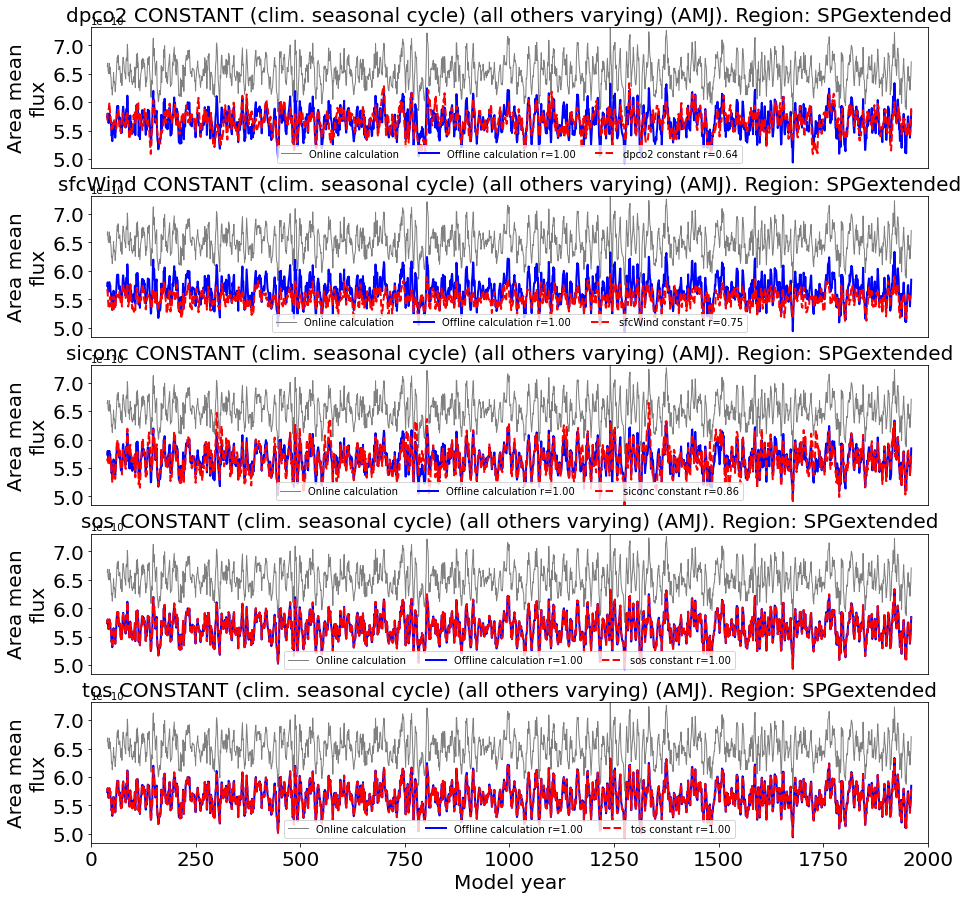 dpco2 CONSTANT (clim. seasonal cycle) (all others varying) (AMJ). Region: SPGextended
1e−10
7.0
6.5
6.0
5.5
5.0
Area mean
flux
Online calculation
Offline calculation r=1.00
dpco2 constant r=0.64
sfcWind CONSTANT (clim. seasonal cycle) (all others varying) (AMJ). Region: SPGextended
1e−10
7.0
6.5
6.0
5.5
5.0
Area mean
flux
Online calculation
Offline calculation r=1.00
sfcWind constant r=0.75
siconc CONSTANT (clim. seasonal cycle) (all others varying) (AMJ). Region: SPGextended
1e−10
7.0
6.5
6.0
5.5
5.0
Area mean
flux
Online calculation
Offline calculation r=1.00
siconc constant r=0.86
sos CONSTANT (clim. seasonal cycle) (all others varying) (AMJ). Region: SPGextended
1e−10
7.0
6.5
6.0
5.5
5.0
Area mean
flux
Online calculation
Offline calculation r=1.00
sos constant r=1.00
tos CONSTANT (clim. seasonal cycle) (all others varying) (AMJ). Region: SPGextended
1e−10
7.0
6.5
6.0
5.5
5.0
Area mean
flux
Online calculation
Offline calculation r=1.00
tos constant r=1.00
0
250
500
750
1000
1250
1500
1750
2000
Model year